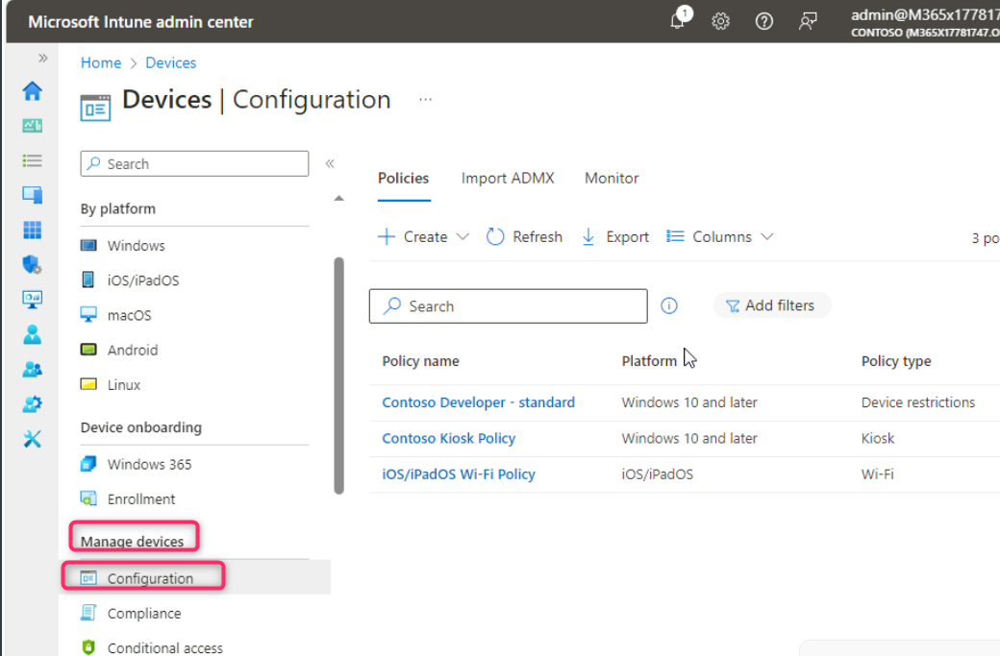 Microsoft Intune admin center
1
admin@M365x177817
CONTOSO (M365X17781747.O
Home > Devices
Devices | Configuration ...
Search
«
By platform
Windows
iOS/iPadOS
macOS
Android
Linux
Device onboarding
Windows 365
Enrollment
Manage devices
Configuration
Compliance
Conditional access
Policies Import ADMX Monitor
Create Refresh Export Columns 3 po
Search Add filters
Policy name Platform Policy type
Contoso Developer - standard Windows 10 and later Device restrictions
Contoso Kiosk Policy Windows 10 and later Kiosk
iOS/iPadOS Wi-Fi Policy iOS/iPadOS Wi-Fi